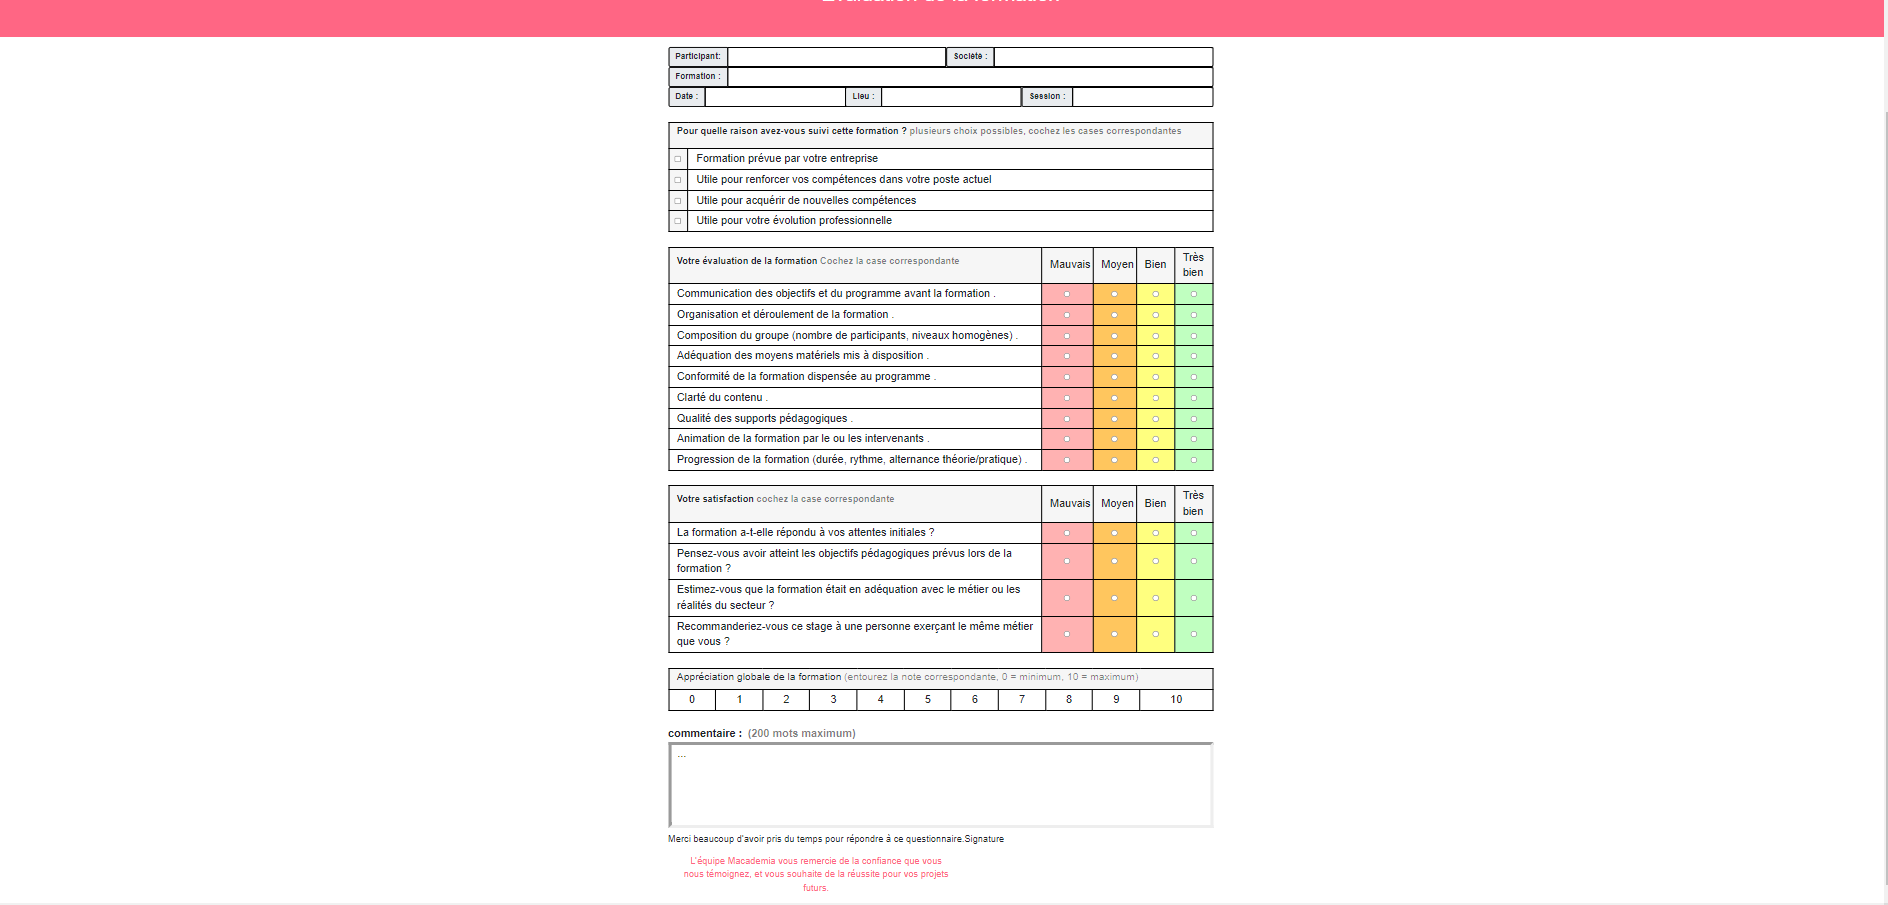 Évaluation de la formation
Participant: Société :
Formation :
Date : Lieu : Session :
Pour quelle raison avez-vous suivi cette formation ? plusieurs choix possibles, cochez les cases correspondantes
Formation prévue par votre entreprise
Utile pour renforcer vos compétences dans votre poste actuel
Utile pour acquérir de nouvelles compétences
Utile pour votre évolution professionnelle
Votre évaluation de la formation Cochez la case correspondante Mauvais Moyen Bien Très
bien
Communication des objectifs et du programme avant la formation .
Organisation et déroulement de la formation .
Composition du groupe (nombre de participants, niveaux homogènes) .
Adéquation des moyens matériels mis à disposition .
Conformité de la formation dispensée au programme .
Clarté du contenu .
Qualité des supports pédagogiques .
Animation de la formation par le ou les intervenants .
Progression de la formation (durée, rythme, alternance théorie/pratique) .
Votre satisfaction cochez la case correspondante Mauvais Moyen Bien Très
bien
La formation a-t-elle répondu à vos attentes initiales ?
Pensez-vous avoir atteint les objectifs pédagogiques prévus lors de la
formation ?
Estimez-vous que la formation était en adéquation avec le métier ou les
réalités du secteur ?
Recommanderiez-vous ce stage à une personne exerçant le même métier
que vous ?
Appréciation globale de la formation (entourez la note correspondante, 0 = minimum, 10 = maximum)
0 1 2 3 4 5 6 7 8 9 10
commentaire : (200 mots maximum)
...
Merci beaucoup d'avoir pris du temps pour répondre à ce questionnaire.Signature
L'équipe Macademia vous remercie de la confiance que vous
nous témoignez, et vous souhaite de la réussite pour vos projets
futurs.